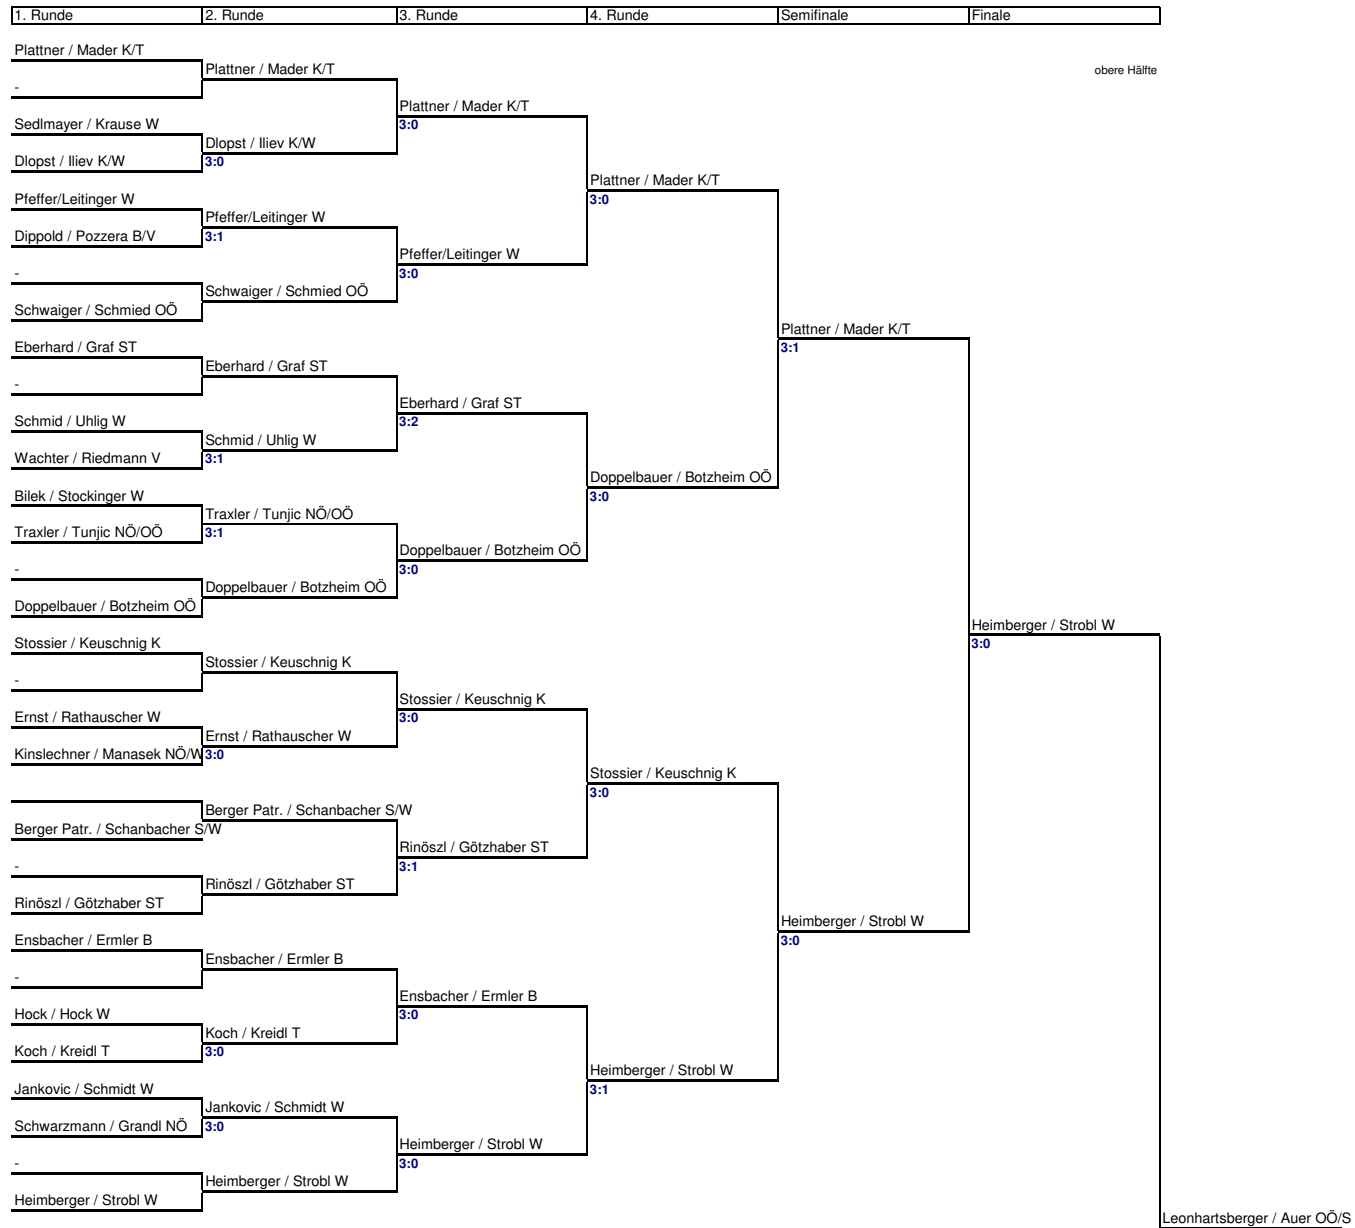 1. Runde 2. Runde 3. Runde 4. Runde Semifinale Finale
Plattner / Mader K/T
Plattner / Mader K/T
obere Hälfte
-
Plattner / Mader K/T
Sedlmayer / Krause W
3:0
Dlopst / Iliev K/W
Dlopst / Iliev K/W
3:0
Plattner / Mader K/T
Pfeffer/Leitinger W
3:0
Pfeffer/Leitinger W
Dippold / Pozzera B/V
3:1
Pfeffer/Leitinger W
-
3:0
Schwaiger / Schmied OÖ
Schwaiger / Schmied OÖ
Plattner / Mader K/T
Eberhard / Graf ST
3:1
Eberhard / Graf ST
-
Eberhard / Graf ST
Schmid / Uhlig W
3:2
Schmid / Uhlig W
Wachter / Riedmann V
3:1
Doppelbauer / Botzheim OÖ
Bilek / Stockinger W
3:0
Traxler / Tunjic NÖ/OÖ
Traxler / Tunjic NÖ/OÖ
3:1
Doppelbauer / Botzheim OÖ
-
3:0
Doppelbauer / Botzheim OÖ
Doppelbauer / Botzheim OÖ
Heimberger / Strobl W
Stossier / Keuschnig K
3:0
Stossier / Keuschnig K
-
Stossier / Keuschnig K
Ernst / Rathauscher W
3:0
Ernst / Rathauscher W
Kinslechner / Manasek NÖ/W
3:0
Stossier / Keuschnig K
3:0
Berger Patr. / Schanbacher S/W
Berger Patr. / Schanbacher S/W
Rinöszl / Götzhaber ST
-
3:1
Rinöszl / Götzhaber ST
Rinöszl / Götzhaber ST
Heimberger / Strobl W
Ensbacher / Ermler B
3:0
Ensbacher / Ermler B
-
Ensbacher / Ermler B
Hock / Hock W
3:0
Koch / Kreidl T
Koch / Kreidl T
3:0
Heimberger / Strobl W
Jankovic / Schmidt W
3:1
Jankovic / Schmidt W
Schwarzmann / Grandl NÖ
3:0
Heimberger / Strobl W
-
3:0
Heimberger / Strobl W
Heimberger / Strobl W
Leonhartsberger / Auer OÖ/S